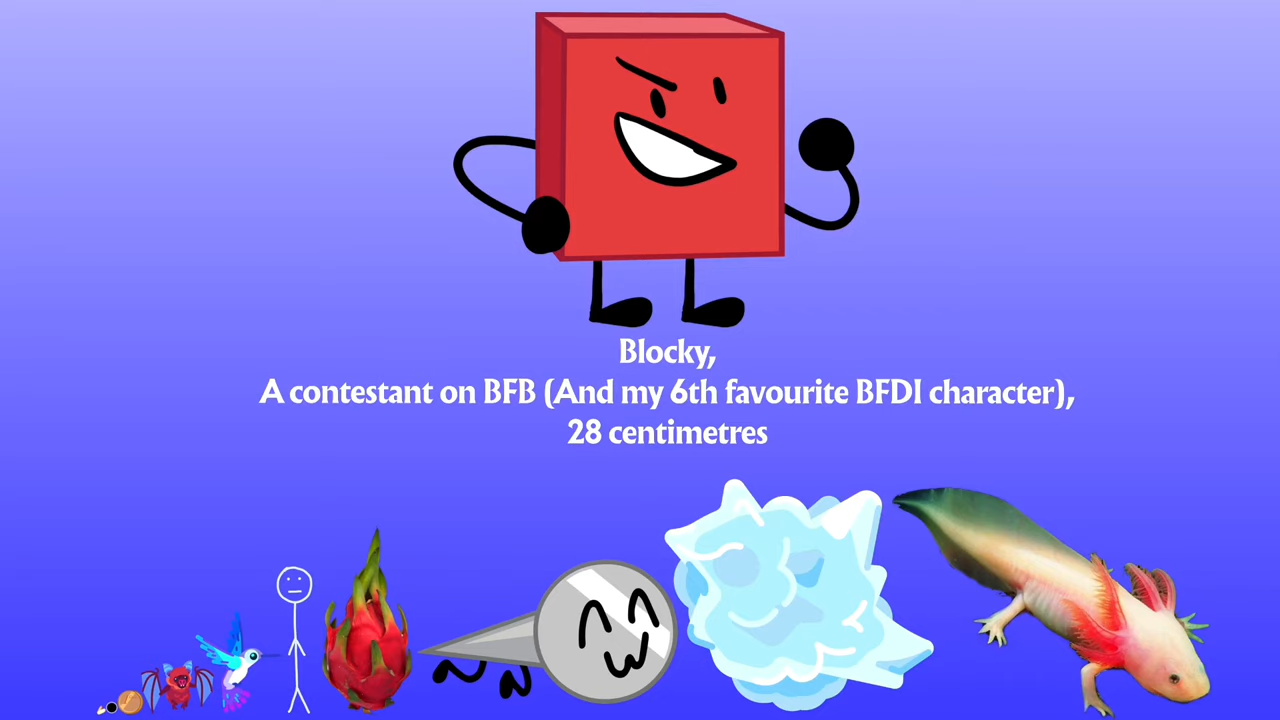 Blocky,
A contestant on BFB (And my 6th favourite BFDI character),
28 centimetres